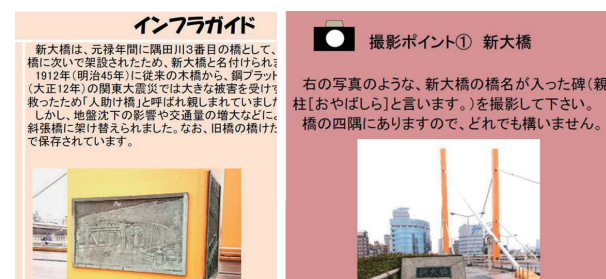 インフラガイド
新大橋は、元禄年間に隅田川3番目の橋として、
橋に次いで架設されたため、新大橋と名付けられま
1912年(明治45年)に従来の木橋から、鋼プラット
(大正12年)の関東大震災では大きな被害を受けず
救ったため「人助け橋」と呼ばれ親しまれていました
しかし、地盤沈下の影響や交通量の増大などに
斜張橋に架け替えられました。なお、旧橋の橋けた
で保存されています。
撮影ポイント① 新大橋
右の写真のような、新大橋の橋名が入った碑(親
柱[おやばしら]と言います。)を撮影して下さい。
橋の四隅にありますので、どれでも構いません。